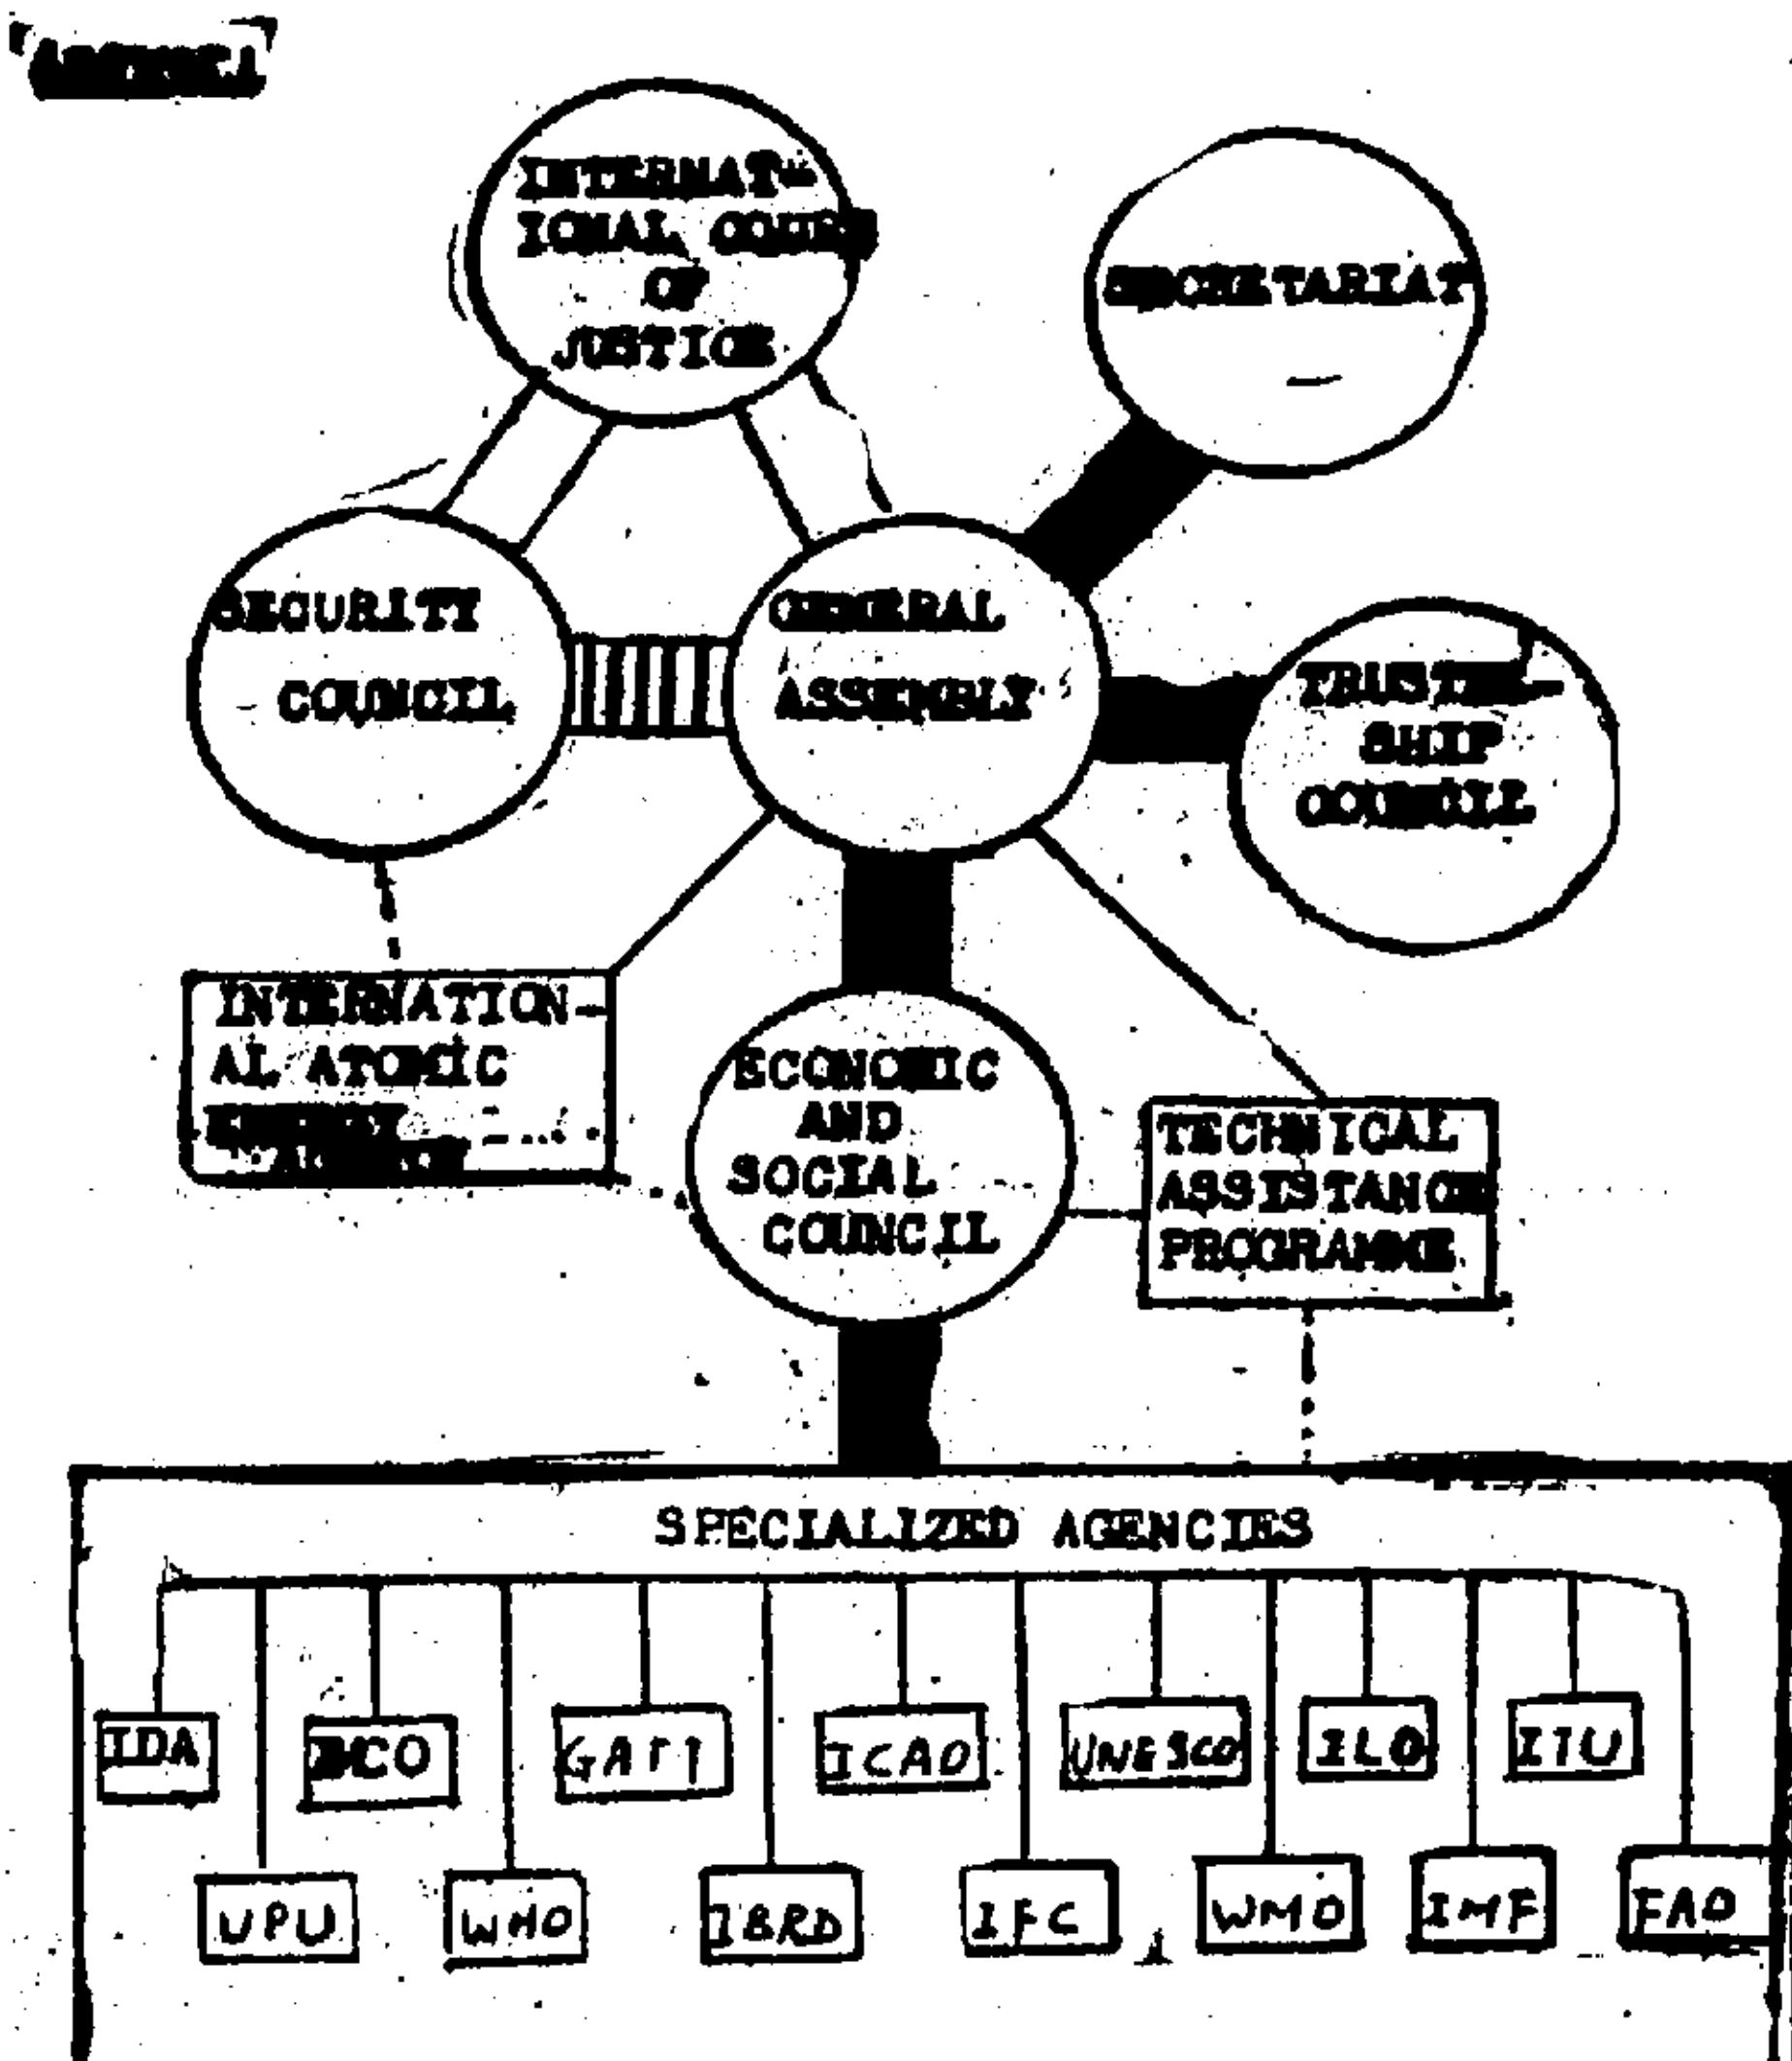 INTERNAT-
IONAL COURT
OF
JUSTICE
SECRETARIAT
SECURITY
COUNCIL
GENERAL
ASSEMBLY
TRUSTEE-
SHIP
COUNCIL
INTERNATION-
AL ATOMIC
ENERGY
ECONOMIC
AND
SOCIAL
COUNCIL
TECHNICAL
ASSISTANCE
PROGRAMME
SPECIALIZED AGENCIES
IDA
GATT
ICAO
UNESCO
ILO
ITU
UPU
WHO
IBRD
IFC
WMO
IMF
FAO